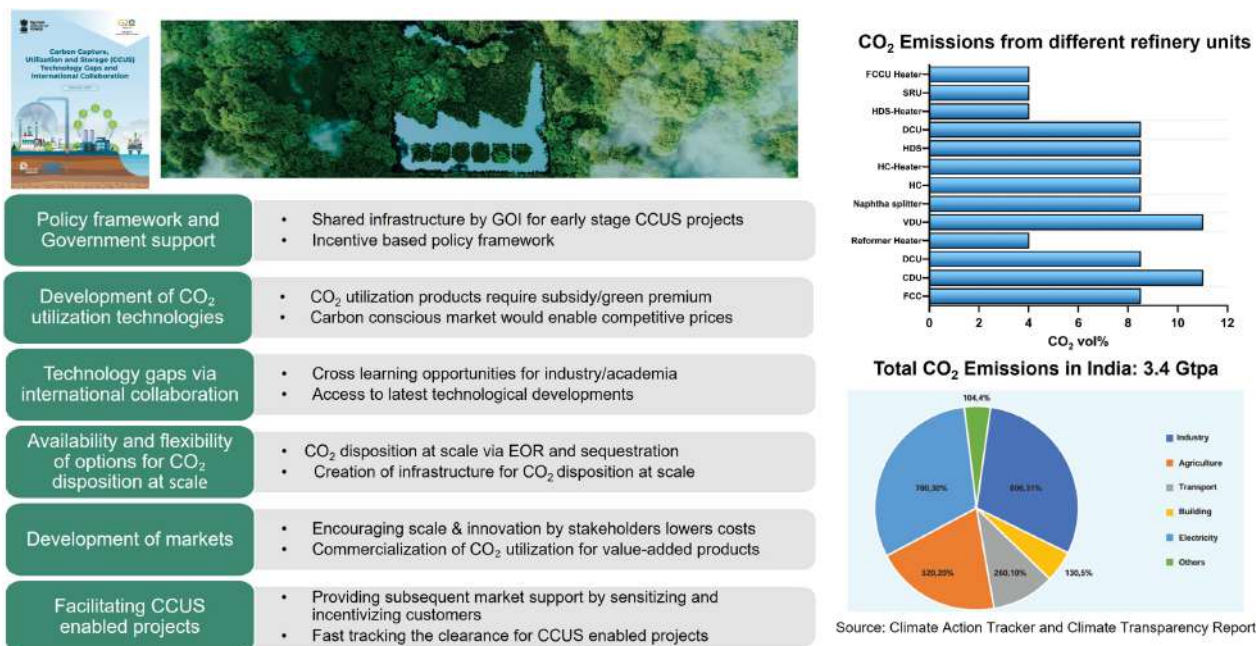 Carbon Capture,
Utilization and Storage (CCUS)
Technology Gaps and
International Collaboration
Policy framework and
Government support
• Shared infrastructure by GOI for early stage CCUS projects
• Incentive based policy framework
Development of CO₂
utilization technologies
• CO₂ utilization products require subsidy/green premium
• Carbon conscious market would enable competitive prices
Technology gaps via
international collaboration
• Cross learning opportunities for industry/academia
• Access to latest technological developments
Availability and flexibility
of options for CO₂
disposition at scale
• CO₂ disposition at scale via EOR and sequestration
• Creation of infrastructure for CO₂ disposition at scale
Development of markets
• Encouraging scale & innovation by stakeholders lowers costs
• Commercialization of CO₂ utilization for value-added products
Facilitating CCUS
enabled projects
• Providing subsequent market support by sensitizing and
incentivizing customers
• Fast tracking the clearance for CCUS enabled projects
CO₂ Emissions from different refinery units
FCCU Heater
SRU
HDS-Heater
DCU
HDS
HC-Heater
HC
Naphtha splitter
VDU
Reformer Heater
DCU
CDU
FCC
0 2 4 6 8 10 12
CO₂ vol%
Total CO₂ Emissions in India: 3.4 Gtpa
104,4%
780,30%
806,31%
520,20%
260,10%
130,5%
Industry
Agriculture
Transport
Building
Electricity
Others
Source: Climate Action Tracker and Climate Transparency Report